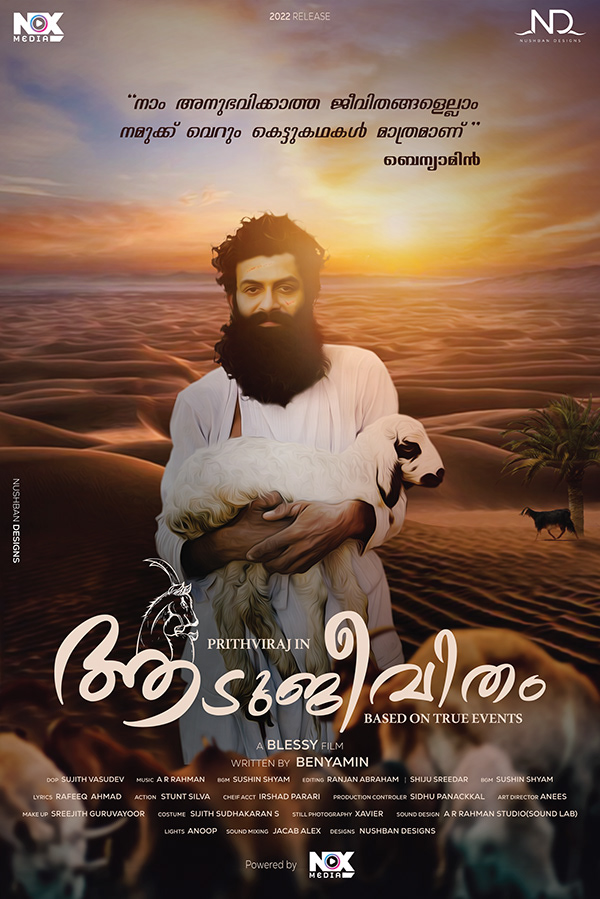 NOX
MEDIA
2022 RELEASE
ND
NUSHBAN DESIGNS
"നാം അനുഭവിക്കാത്ത ജീവിതങ്ങളെല്ലാം
നമുക്ക് വെറും കെട്ടുകഥകൾ മാത്രമാണ് "
ബെന്യാമിൻ
NUSHBAN DESIGNS
PRITHVIRAJ IN
ആടുജീവിതം
BASED ON TRUE EVENTS
A BLESSY FILM
WRITTEN BY BENYAMIN
DOP SUJITH VASUDEV MUSIC A R RAHMAN BGM SUSHIN SHYAM EDITING RANJAN ABRAHAM | SHIJU SREEDAR BGM SUSHIN SHYAM
LYRICS RAFEEQ AHMAD ACTION STUNT SILVA CHEIF ACCT IRSHAD PARARI PRODUCTION CONTROLER SIDHU PANACKKAL ART DIRECTOR ANEES
MAKE UP SREEJITH GURUVAYOOR COSTUME SIJITH SUDHAKARAN S STILL PHOTOGRAPHY XAVIER SOUND DESIGN A R RAHMAN STUDIO(SOUND LAB)
LIGHTS ANOOP SOUND MIXING JACAB ALEX DESIGNS NUSHBAN DESIGNS
Powered by NOX
MEDIA